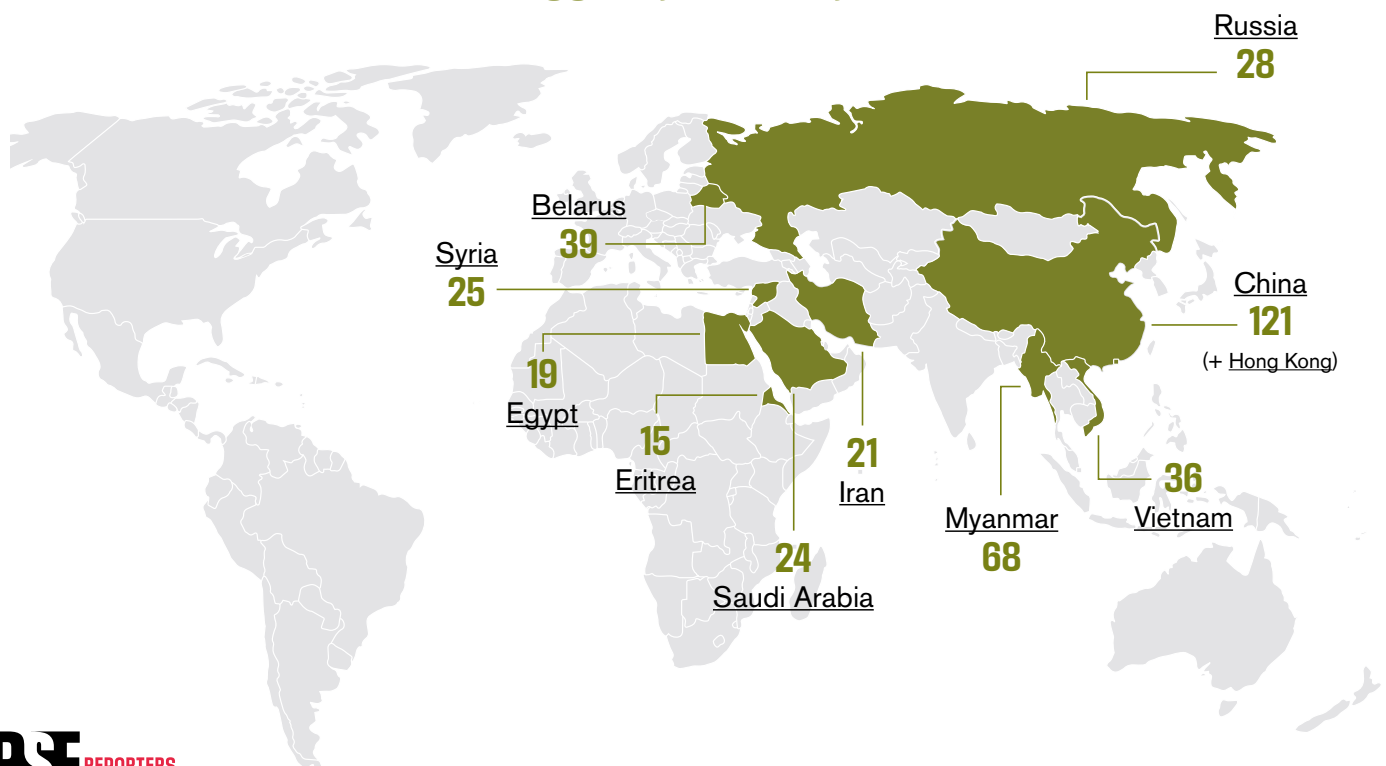 Russia
28
Belarus
39
Syria
25
China
121
(+ Hong Kong)
19
Egypt
15
Eritrea
21
Iran
36
Vietnam
Myanmar
68
24
Saudi Arabia
REPORTERS